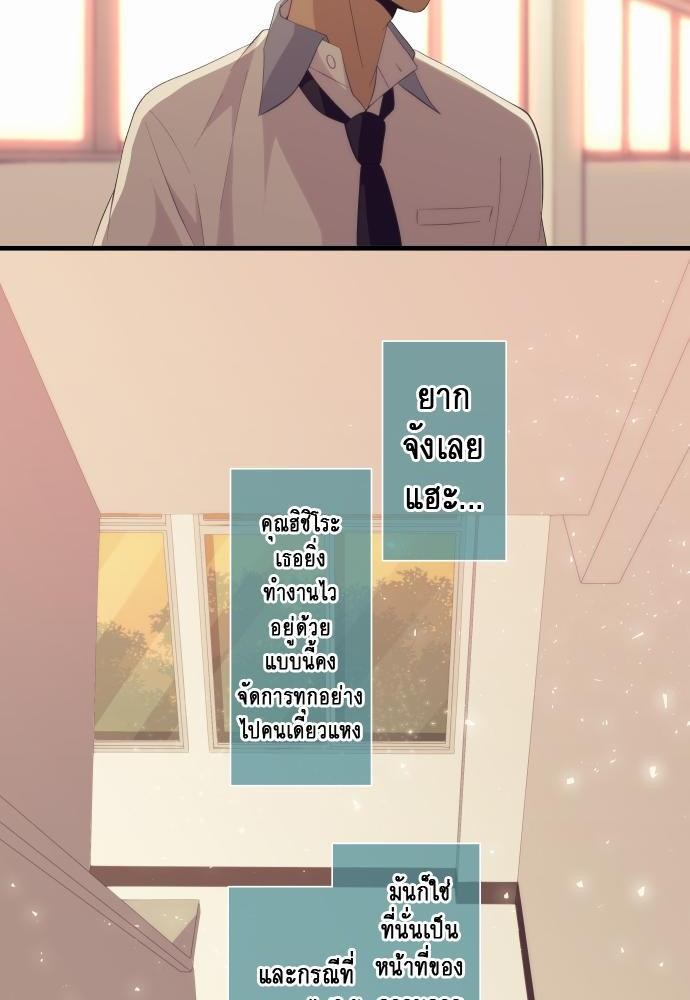 ยาก
จังเลย
แฮะ...
คุณฮิชิโระ
เธอยิ่ง
ทำงานไว
อยู่ด้วย
แบบนี้คง
จัดการทุกอย่าง
ไปคนเดียวแหง
มันก็ใช่
ที่นั่นเป็น
หน้าที่ของ
และกรณีที่